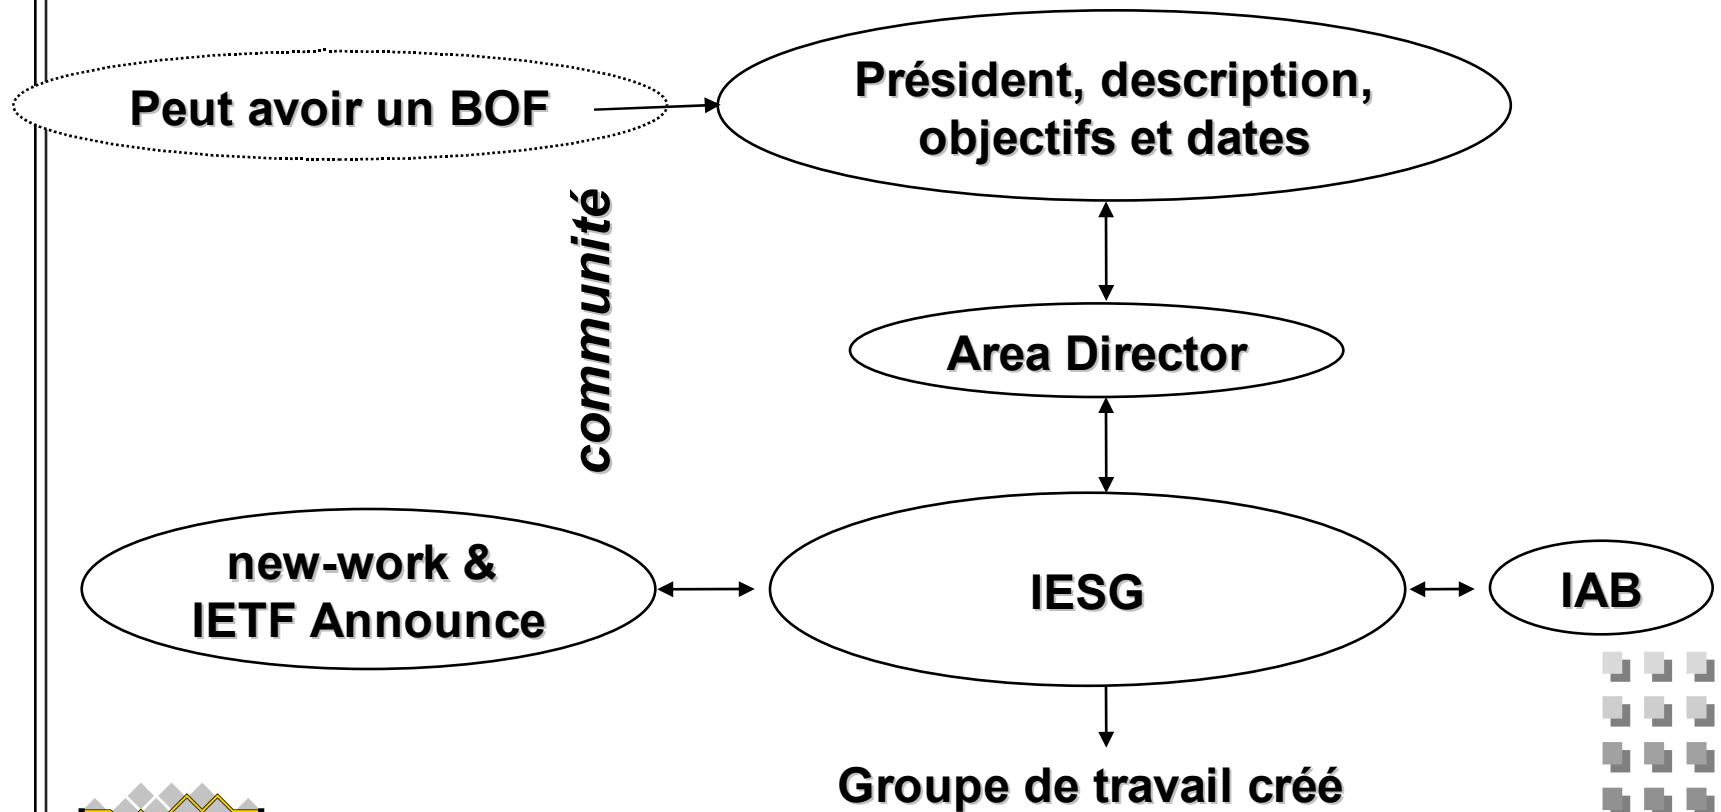 Peut avoir un BOF
Président, description,
objectifs et dates
communité
Area Director
new-work &
IETF Announce
IESG
IAB
Groupe de travail créé